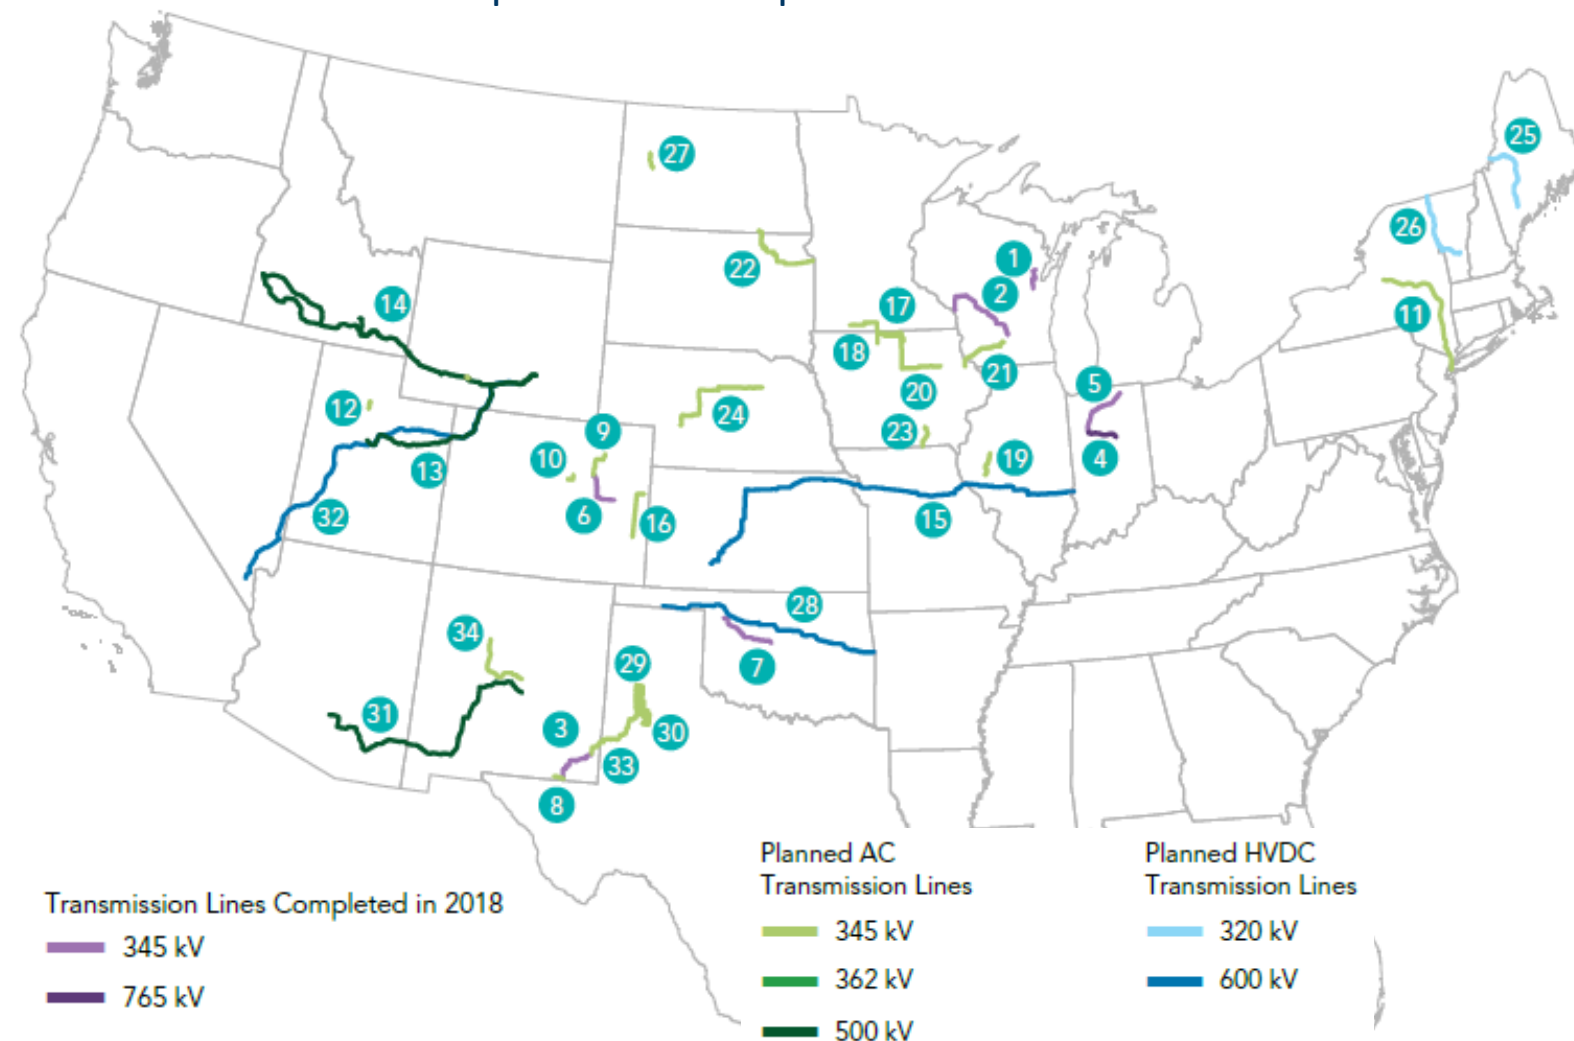 27
25
26
22
1
2
14
17
11
18
21
5
20
12
24
9
23
10
13
19
4
6
32
16
15
28
34
29
7
31
3
30
33
8
Transmission Lines Completed in 2018
345 kV
765 kV
Planned AC
Transmission Lines
345 kV
362 kV
500 kV
Planned HVDC
Transmission Lines
320 kV
600 kV